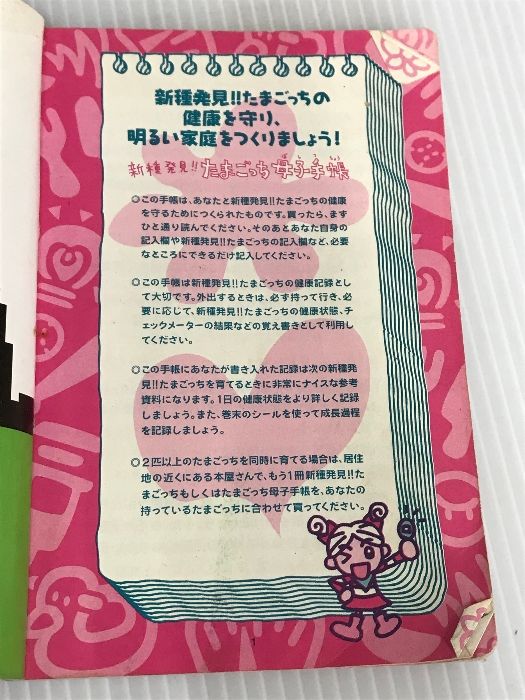 新種発見!!たまごっちの
健康を守り、
明るい家庭をつくりましょう!
新種発見!!たまごっち母子手帳
ぼしてちょう
◎この手帳は、あなたと新種発見!!たまごっちの健康
を守るためにつくられたものです。買ったら、まず
ひと通り読んでください。そのあとあなた自身の
記入欄や新種発見!!たまごっちの記入欄など、必要
なところにできるだけ記入してください。
◎この手帳は新種発見!!たまごっちの健康記録とし
て大切です。外出するときは、必ず持って行き、必
要に応じて、新種発見!!たまごっちの健康状態、チ
ェックメーターの結果などの覚え書きとして利用し
てください。
◎この手帳にあなたが書き入れた記録は次の新種発
見!!たまごっちを育てるときに非常にナイスな参考
資料になります。1日の健康状態をより詳しく記録
しましょう。また、巻末のシールを使って成長過程
を記録しましょう。
◎2匹以上のたまごっちを同時に育てる場合は、居住
地の近くにある本屋さんで、もう1冊新種発見!!た
まごっちもしくはたまごっち母子手帳を、あなたの
持っているたまごっちに合わせて買ってください。
1